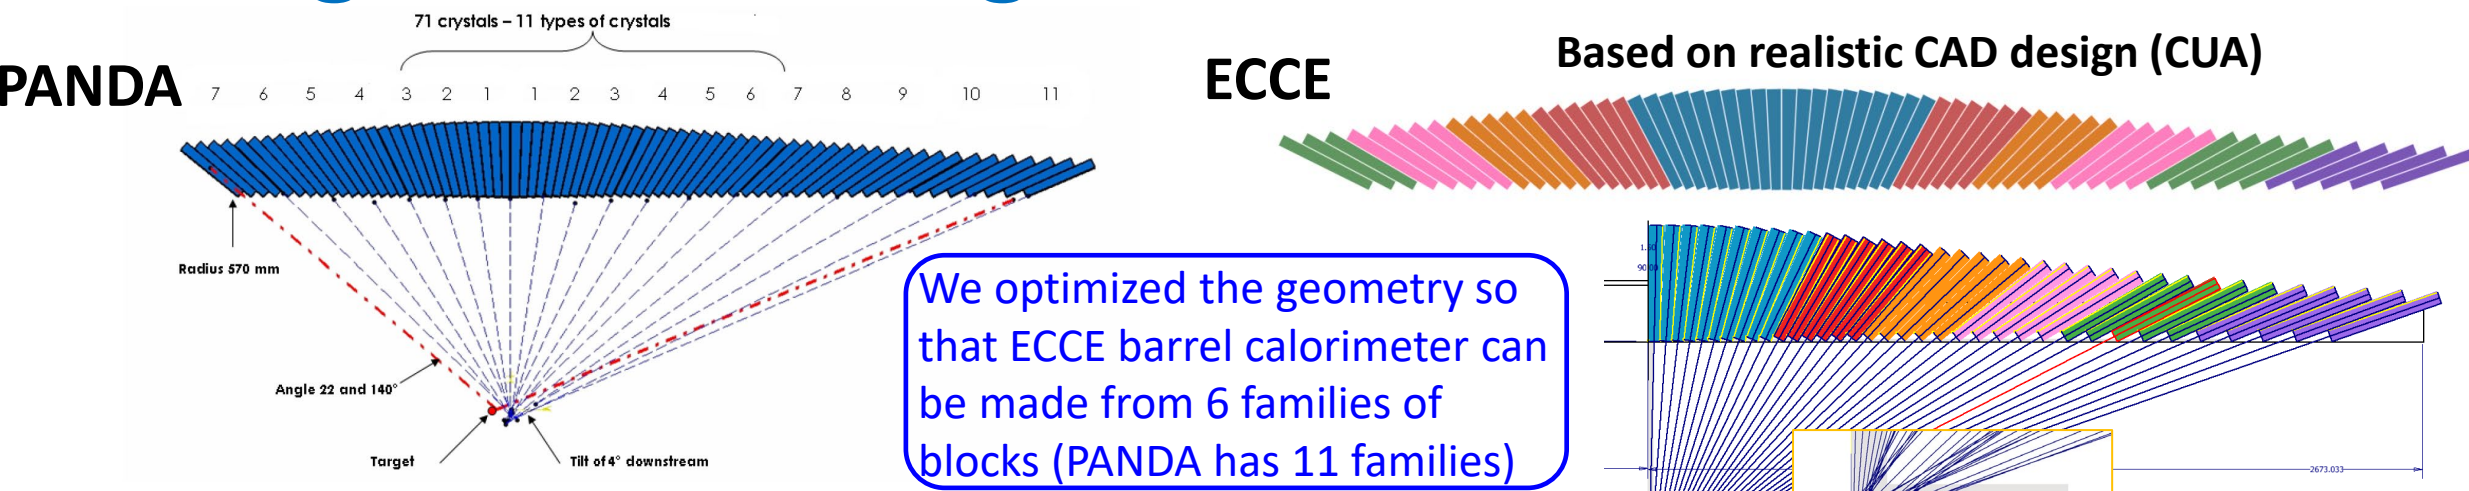 71 crystals – 11 types of crystals
PANDA
7 6 5 4 3 2 1 1 2 3 4 5 6 7 8 9 10 11
Radius 570 mm
Angle 22 and 140°
Target
Tilt of 4° downstream
ECCE
Based on realistic CAD design (CUA)
We optimized the geometry so
that ECCE barrel calorimeter can
be made from 6 families of
blocks (PANDA has 11 families)
2673.033